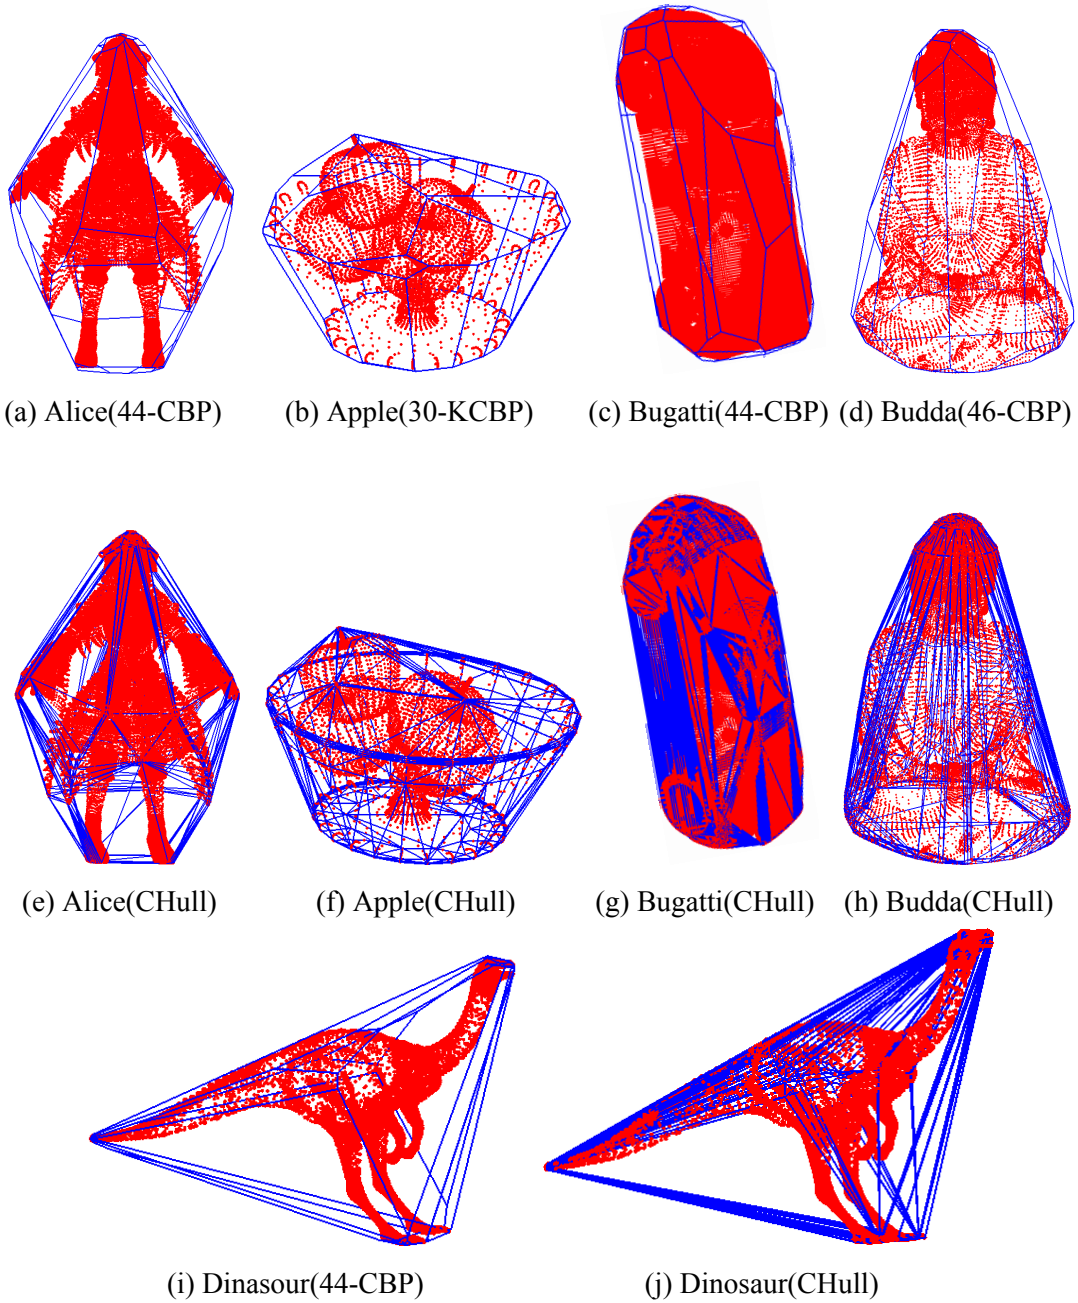 (a) Alice(44-CBP) (b) Apple(30-KCBP) (c) Bugatti(44-CBP) (d) Budda(46-CBP)
(e) Alice(CHull) (f) Apple(CHull) (g) Bugatti(CHull) (h) Budda(CHull)
(i) Dinasour(44-CBP) (j) Dinosaur(CHull)